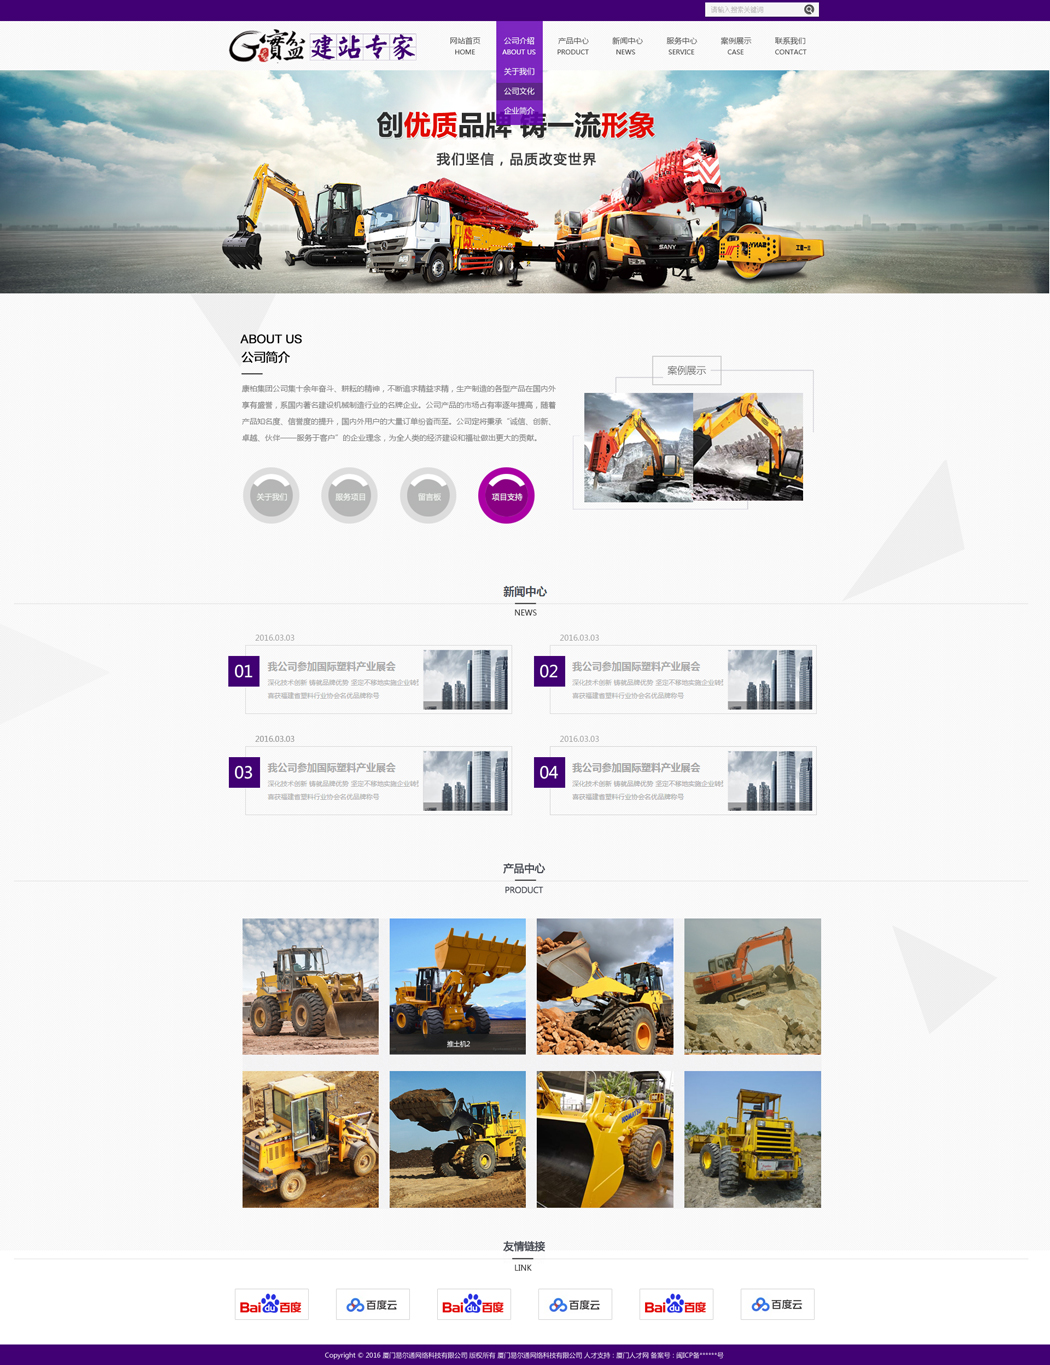 请输入搜索关键词
寳盆 建站专家
网站首页 公司介绍 产品中心 新闻中心 服务中心 案例展示 联系我们
HOME ABOUT US PRODUCT NEWS SERVICE CASE CONTACT
关于我们
公司文化
企业简介
创优质品牌 铸一流形象
我们坚信，品质改变世界
SANY
ABOUT US
公司简介
康柏集团公司集十余年奋斗、耕耘的精神，不断追求精益求精，生产制造的各型产品在国内外
享有盛誉，系国内著名建设机械制造行业的名牌企业。公司产品的市场占有率逐年提高，随着
产品知名度、信誉度的提升，国内外用户的大量订单纷沓而至。公司定将秉承“诚信、创新、
卓越、伙伴——服务于客户”的企业理念，为全人类的经济建设和福祉做出更大的贡献。
案例展示
关于我们 服务项目 留言板 项目支持
新闻中心
NEWS
2016.03.03 2016.03.03
01 我公司参加国际塑料产业展会 02 我公司参加国际塑料产业展会
深化技术创新 铸就品牌优势 坚定不移地实施企业转 深化技术创新 铸就品牌优势 坚定不移地实施企业转
喜获福建省塑料行业协会名优品牌称号 喜获福建省塑料行业协会名优品牌称号
2016.03.03 2016.03.03
03 我公司参加国际塑料产业展会 04 我公司参加国际塑料产业展会
深化技术创新 铸就品牌优势 坚定不移地实施企业转 深化技术创新 铸就品牌优势 坚定不移地实施企业转
喜获福建省塑料行业协会名优品牌称号 喜获福建省塑料行业协会名优品牌称号
产品中心
PRODUCT
推土机2
KOMATSU
友情链接
LINK
Bai du 百度 百度云 Bai du 百度 百度云 Bai du 百度 百度云
Copyright © 2016 厦门易尔通网络科技有限公司 版权所有 厦门易尔通网络科技有限公司 人才支持：厦门人才网 备案号：闽ICP备******号